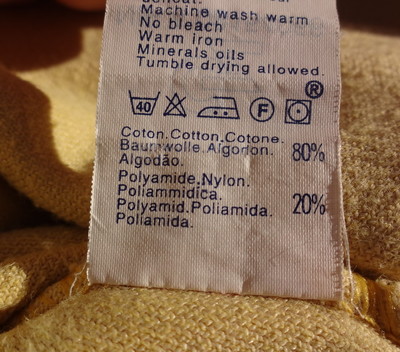 Machine wash warm
No bleach
Warm iron
Minerals oils
Tumble drying allowed.
®
40 F
Coton.Cotton.Cotone.
Baumwolle.Algorlon. 80%
Algodão.
Polyamide.Nylon.
Poliammidica. 20%
Polyamid.Poliamida.
Poliamida.